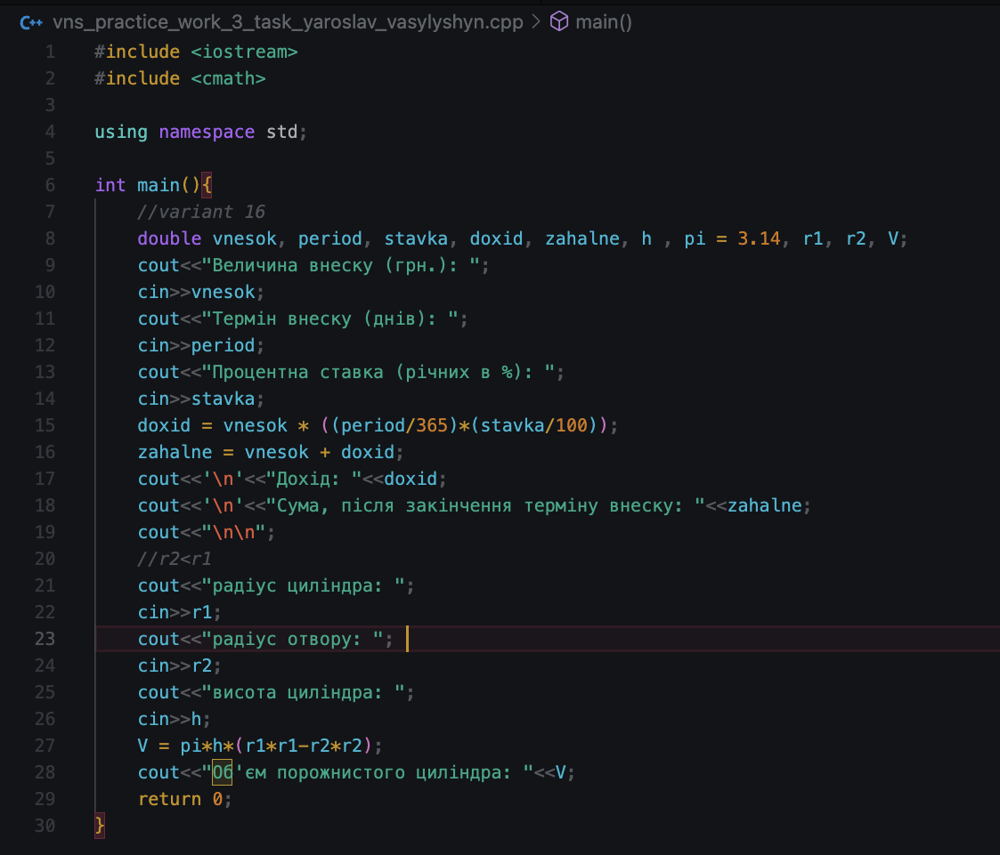 vns_practice_work_3_task_yaroslav_vasylyshyn.cpp > main()
1 #include <iostream>
2 #include <cmath>
3
4 using namespace std;
5
6 int main(){
7 //variant 16
8 double vnesok, period, stavka, doxid, zahalne, h , pi = 3.14, r1, r2, V;
9 cout<<"Величина внеску (грн.): ";
10 cin>>vnesok;
11 cout<<"Термін внеску (днів): ";
12 cin>>period;
13 cout<<"Процентна ставка (річних в %): ";
14 cin>>stavka;
15 doxid = vnesok * ((period/365)*(stavka/100));
16 zahalne = vnesok + doxid;
17 cout<<'\n'<<"Дохід: "<<doxid;
18 cout<<'\n'<<"Сума, після закінчення терміну внеску: "<<zahalne;
19 cout<<"\n\n";
20 //r2<r1
21 cout<<"радіус циліндра: ";
22 cin>>r1;
23 cout<<"радіус отвору: ";
24 cin>>r2;
25 cout<<"висота циліндра: ";
26 cin>>h;
27 V = pi*h*(r1*r1-r2*r2);
28 cout<<"Об'єм порожнистого циліндра: "<<V;
29 return 0;
30 }